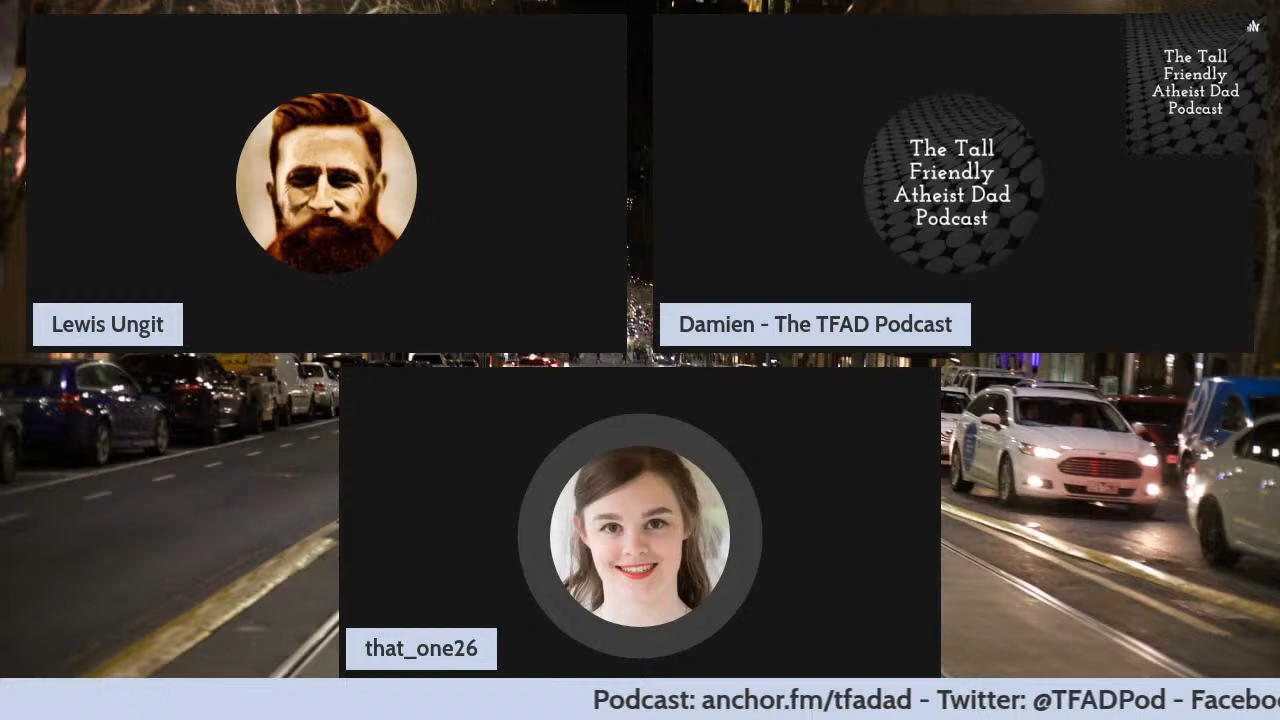 The Tall
Friendly
Atheist Dad
Podcast
The Tall
Friendly
Atheist Dad
Podcast
Lewis Ungit
Damien - The TFAD Podcast
that_one26
Podcast: anchor.fm/tfadad - Twitter: @TFADPod - Faceboo